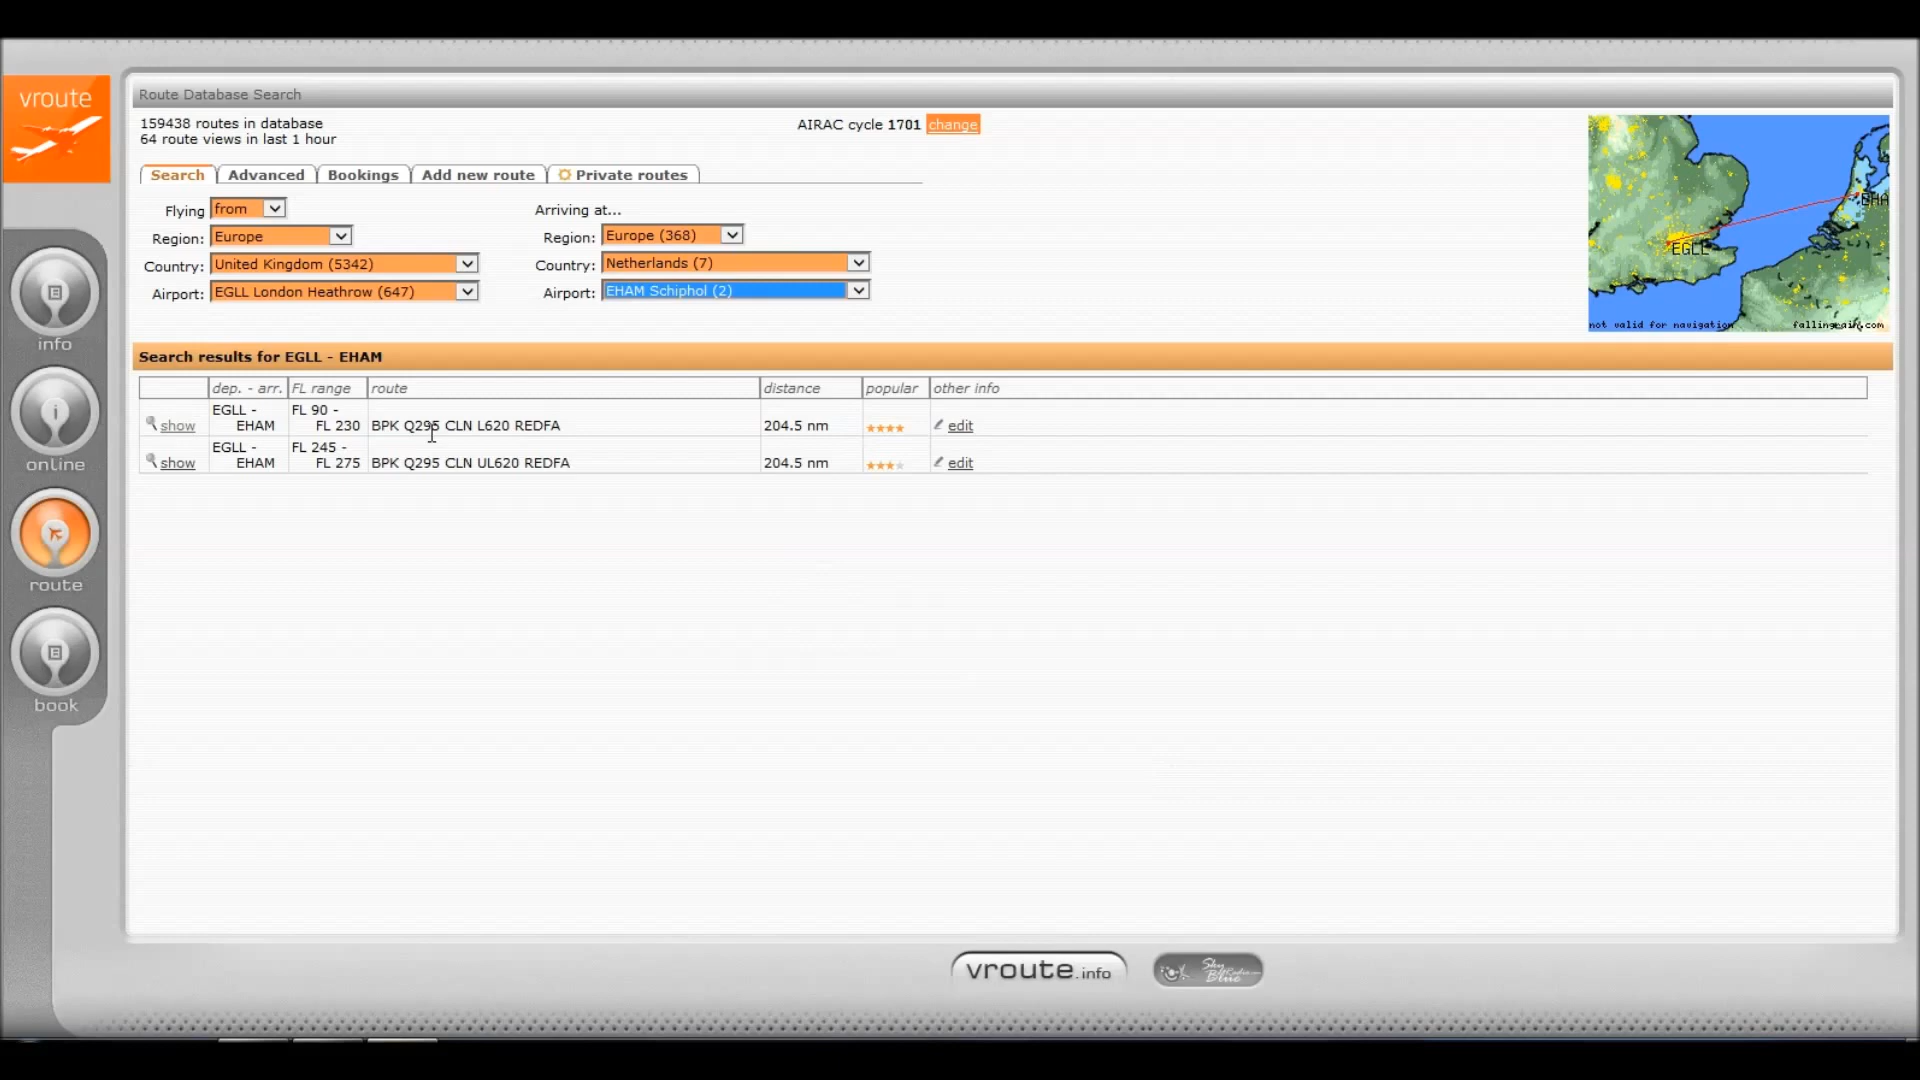 vroute
Route Database Search
159438 routes in database
64 route views in last 1 hour
AIRAC cycle 1701 change
Search Advanced Bookings Add new route Private routes
Flying from
Region: Europe
Country: United Kingdom (5342)
Airport: EGLL London Heathrow (647)
Arriving at...
Region: Europe (368)
Country: Netherlands (7)
Airport: EHAM Schiphol (2)
EHA
EGLL
not valid for navigation fallingrain.com
Search results for EGLL - EHAM
dep. - arr. FL range route distance popular other info
show EGLL - EHAM FL 90 - FL 230 BPK Q295 CLN L620 REDFA 204.5 nm edit
show EGLL - EHAM FL 245 - FL 275 BPK Q295 CLN UL620 REDFA 204.5 nm edit
info
online
route
book
vroute.info
Sky Blue